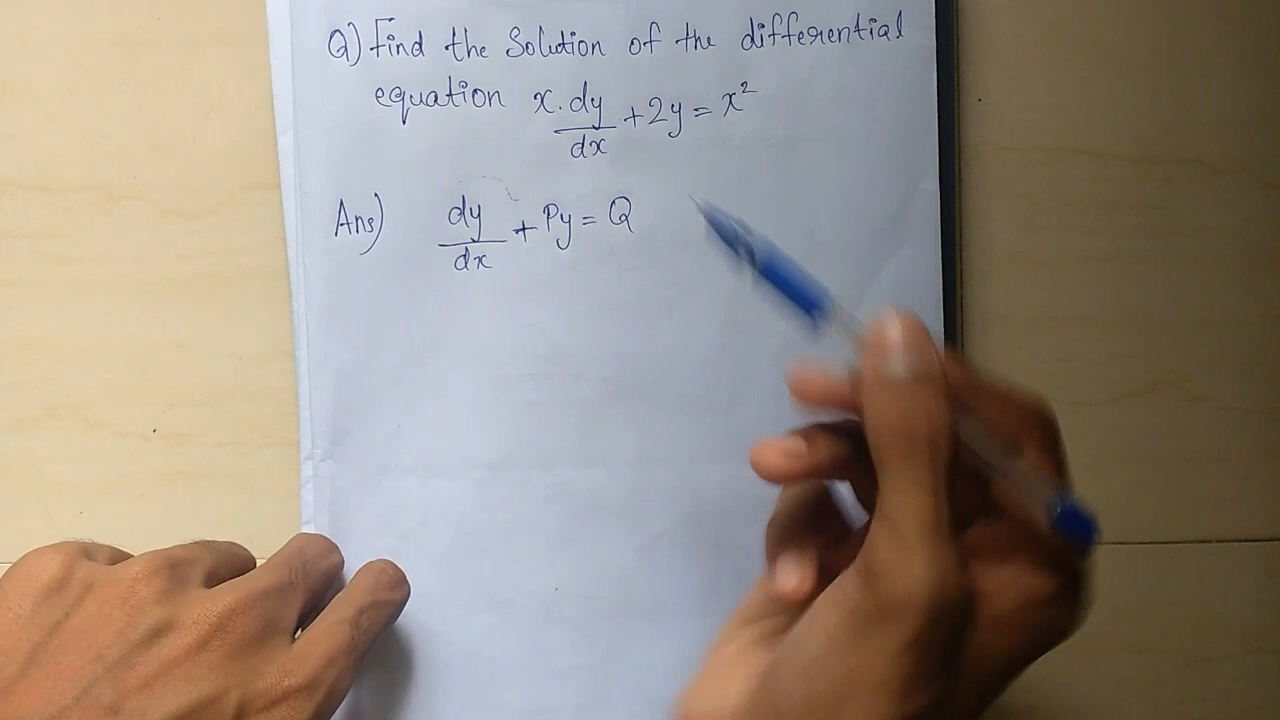 Q) Find the Solution of the differential
equation x.dy/dx + 2y = x²
Ans) dy/dx + Py = Q